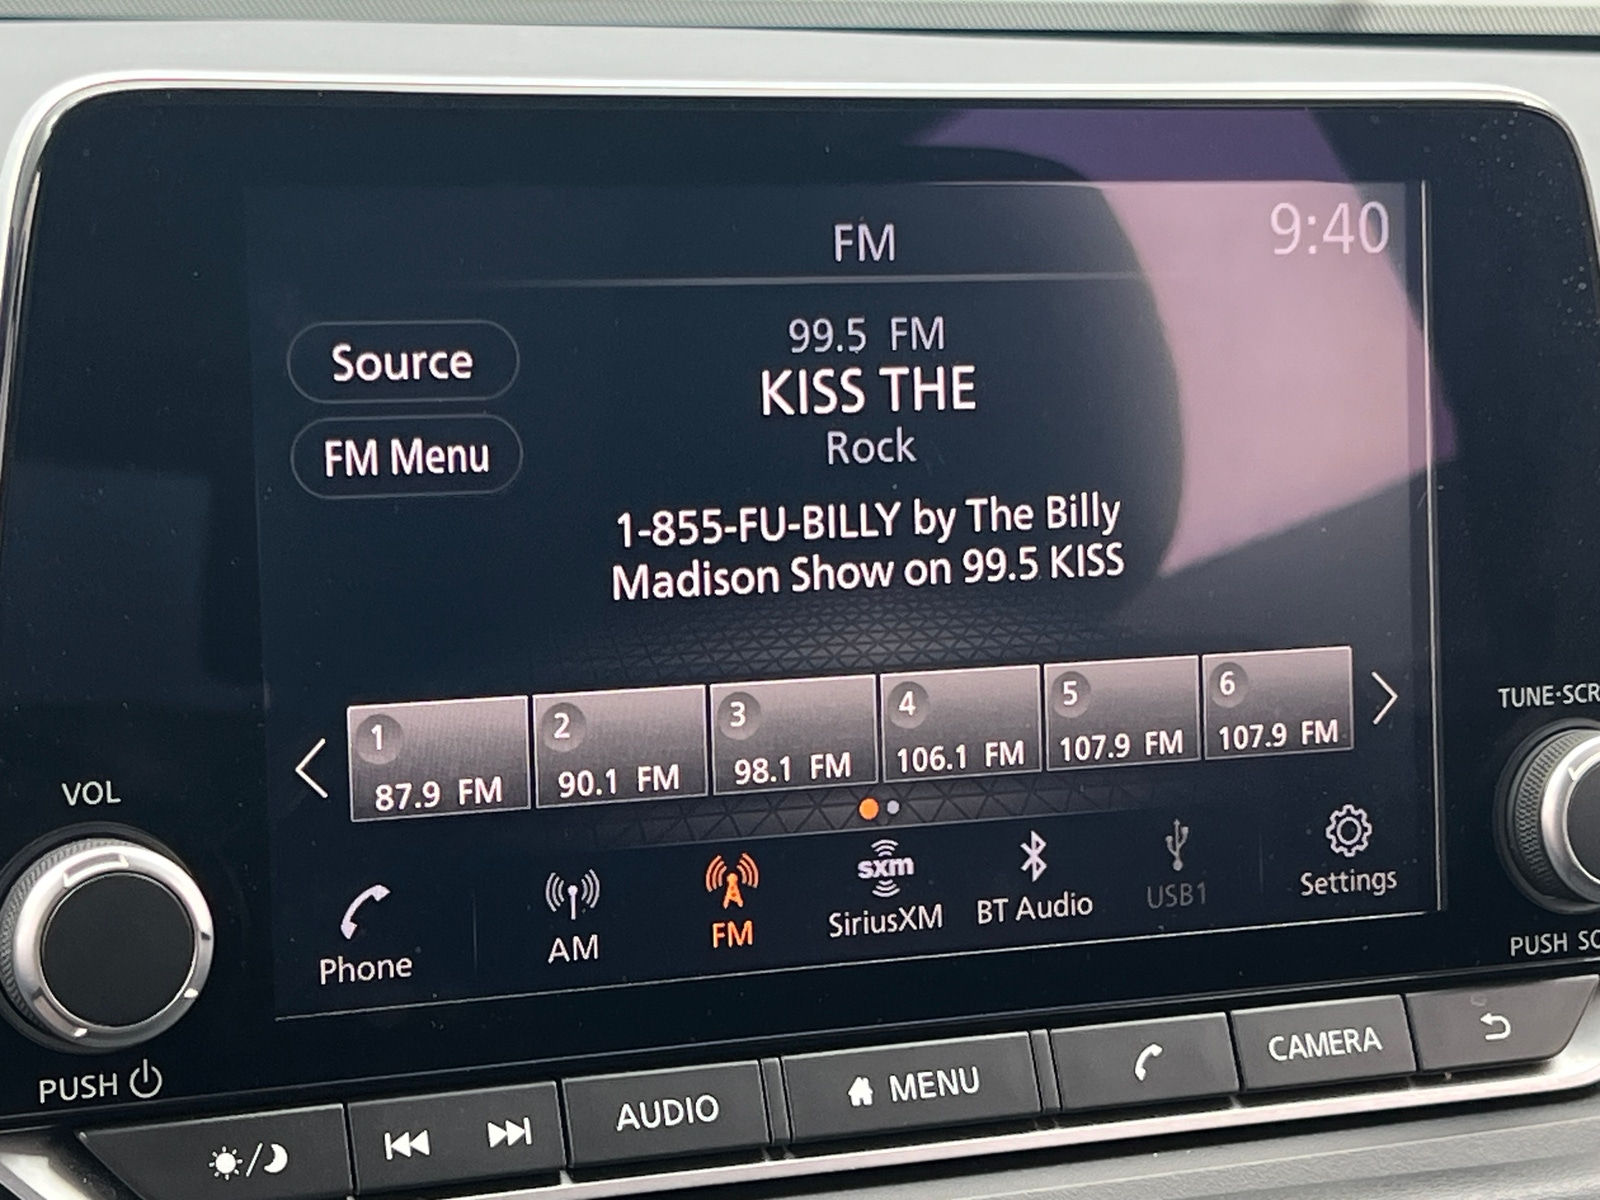 FM
9:40
Source
FM Menu
99.5 FM
KISS THE
Rock
1-855-FU-BILLY by The Billy
Madison Show on 99.5 KISS
1
87.9 FM
2
90.1 FM
3
98.1 FM
4
106.1 FM
5
107.9 FM
6
107.9 FM
Phone
AM
FM
sxm
SiriusXM
BT Audio
USB1
Settings
VOL
PUSH
TUNE·SCR
PUSH SO
AUDIO
MENU
CAMERA